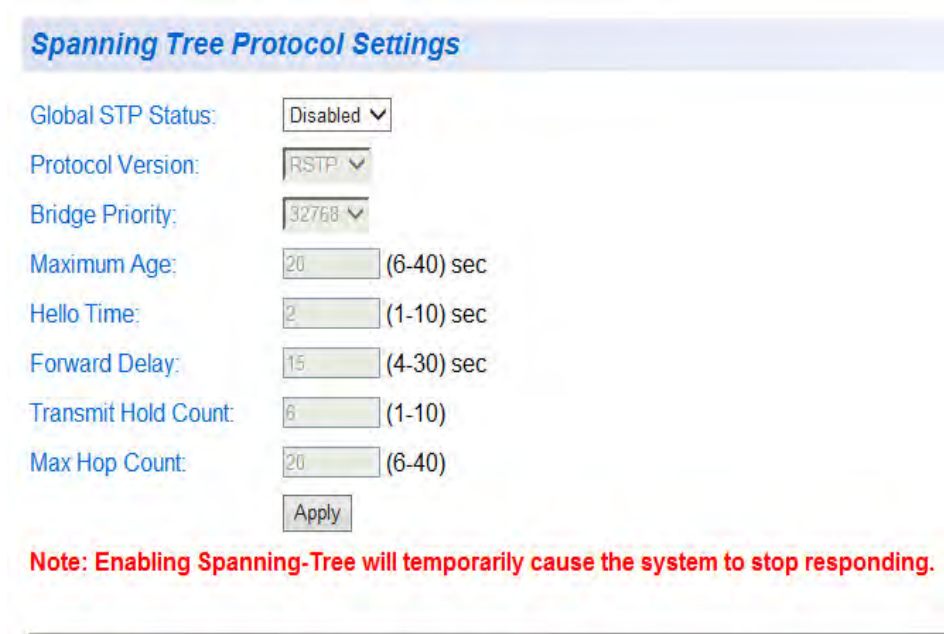 Spanning Tree Protocol Settings
Global STP Status: Disabled
Protocol Version: RSTP
Bridge Priority: 32768
Maximum Age: 20 (6-40) sec
Hello Time: 2 (1-10) sec
Forward Delay: 15 (4-30) sec
Transmit Hold Count: 6 (1-10)
Max Hop Count: 20 (6-40)
Apply
Note: Enabling Spanning-Tree will temporarily cause the system to stop responding.